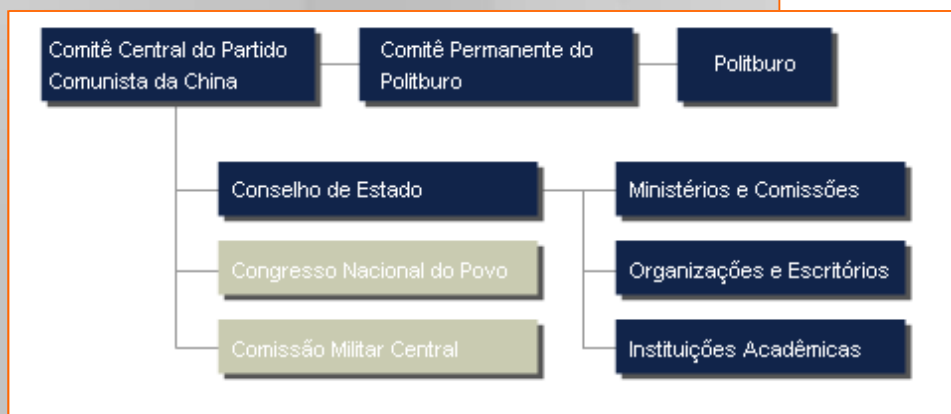 Comitê Central do Partido
Comunista da China
Comitê Permanente do
Politburo
Politburo
Conselho de Estado
Ministérios e Comissões
Congresso Nacional do Povo
Organizações e Escritórios
Comissão Militar Central
Instituições Acadêmicas